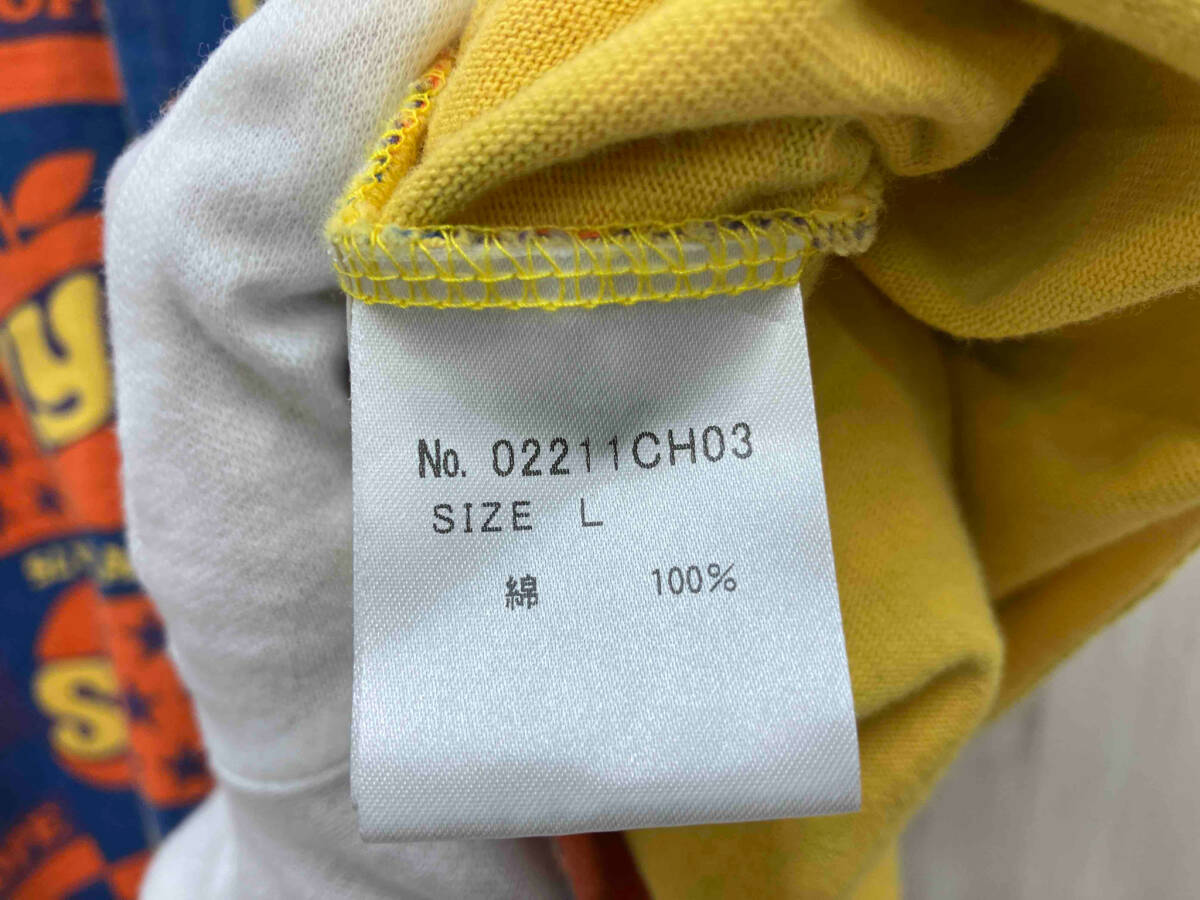 No. 02211CH03
SIZE L
綿 100%
y
S